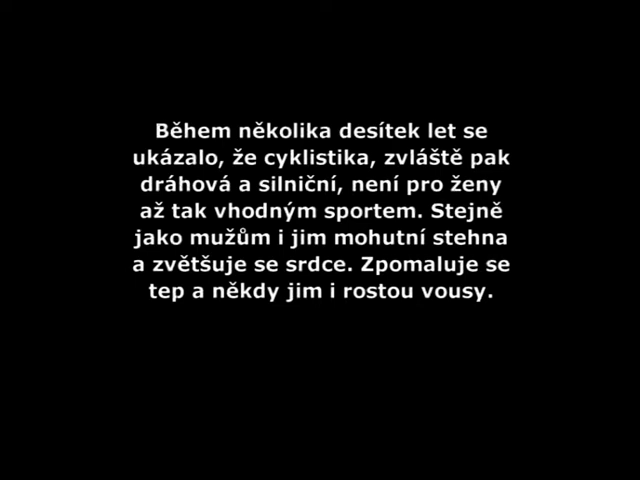 Během několika desítek let se
ukázalo, že cyklistika, zvláště pak
dráhová a silniční, není pro ženy
až tak vhodným sportem. Stejně
jako mužům i jim mohutní stehna
a zvětšuje se srdce. Zpomaluje se
tep a někdy jim i rostou vousy.